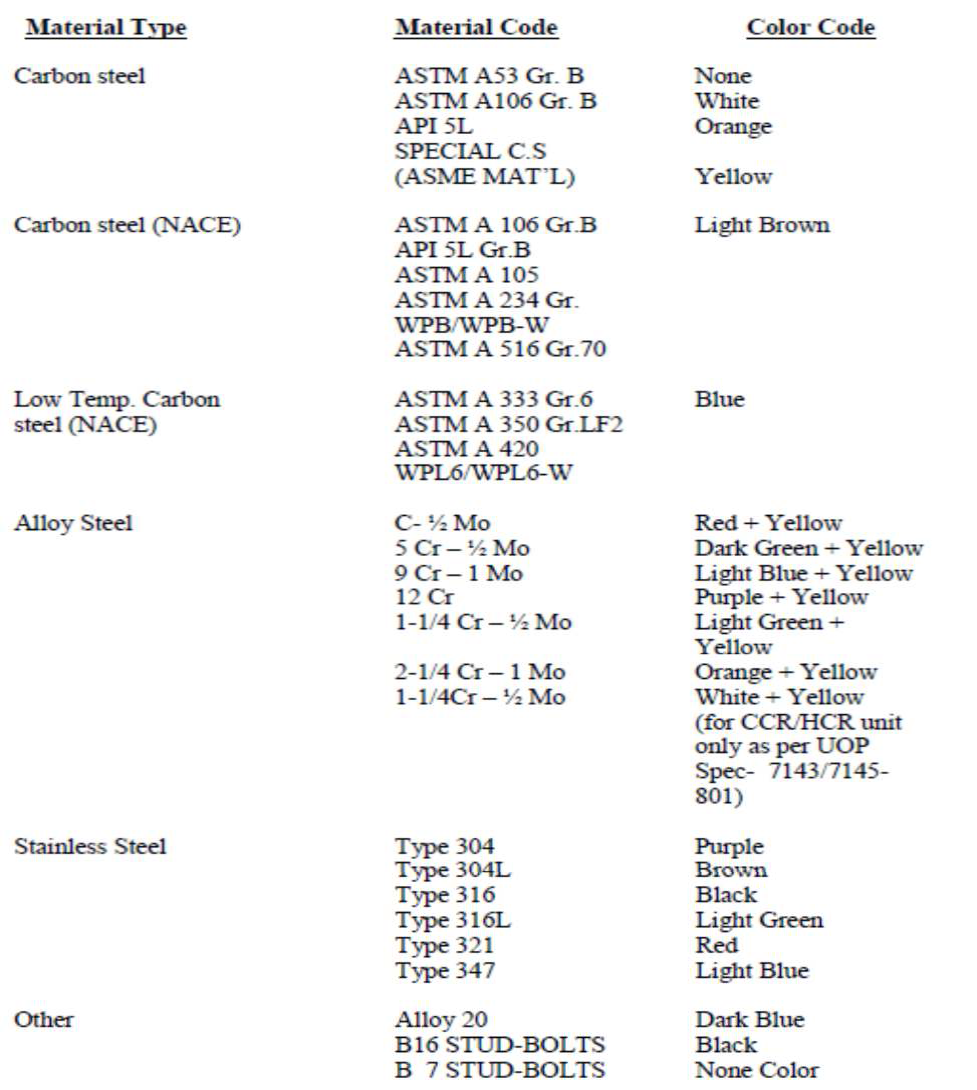 Material Type Material Code Color Code
Carbon steel ASTM A53 Gr. B None
ASTM A106 Gr. B White
API 5L Orange
SPECIAL C.S
(ASME MAT'L) Yellow
Carbon steel (NACE) ASTM A 106 Gr.B Light Brown
API 5L Gr.B
ASTM A 105
ASTM A 234 Gr.
WPB/WPB-W
ASTM A 516 Gr.70
Low Temp. Carbon ASTM A 333 Gr.6 Blue
steel (NACE) ASTM A 350 Gr.LF2
ASTM A 420
WPL6/WPL6-W
Alloy Steel C- ½ Mo Red + Yellow
5 Cr – ½ Mo Dark Green + Yellow
9 Cr – 1 Mo Light Blue + Yellow
12 Cr Purple + Yellow
1-1/4 Cr – ½ Mo Light Green +
Yellow
2-1/4 Cr – 1 Mo Orange + Yellow
1-1/4Cr – ½ Mo White + Yellow
(for CCR/HCR unit
only as per UOP
Spec- 7143/7145-
801)
Stainless Steel Type 304 Purple
Type 304L Brown
Type 316 Black
Type 316L Light Green
Type 321 Red
Type 347 Light Blue
Other Alloy 20 Dark Blue
B16 STUD-BOLTS Black
B 7 STUD-BOLTS None Color